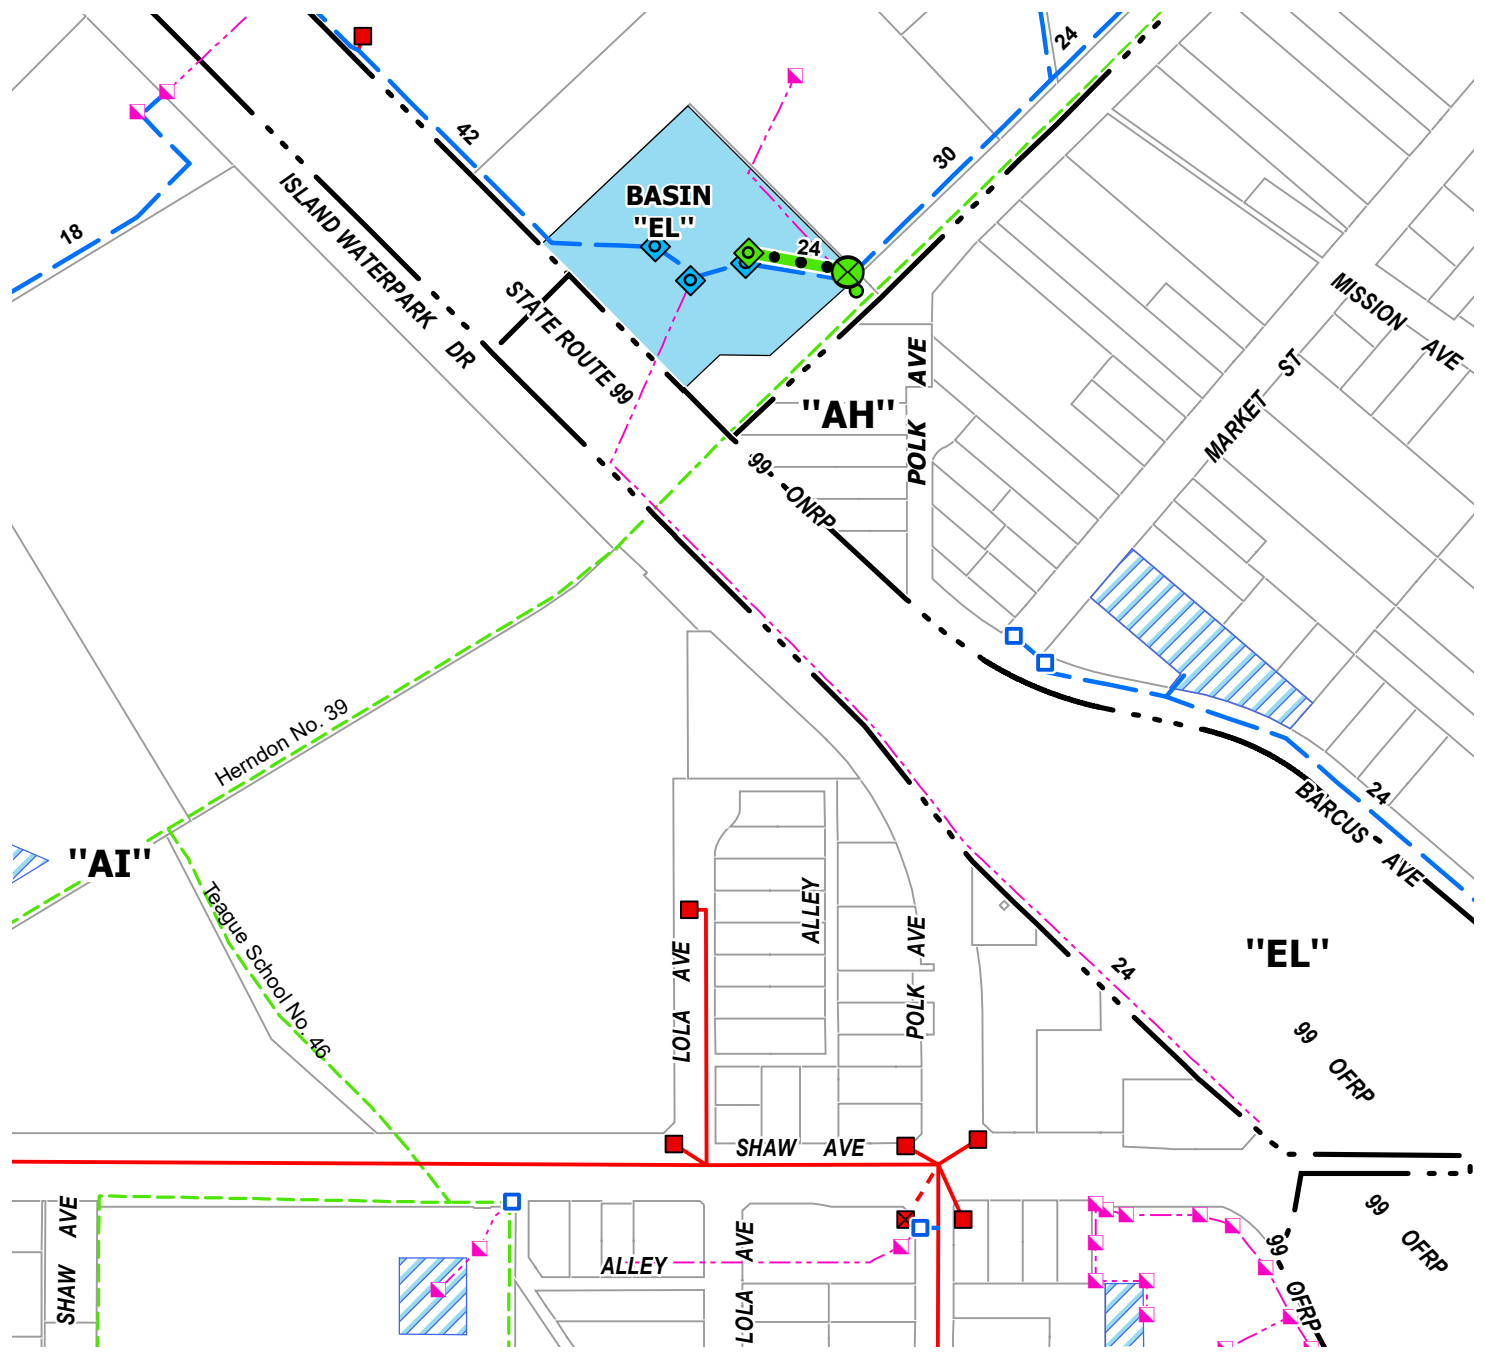 24
42
30
18
BASIN
"EL"
24
ISLAND WATERPARK DR
STATE ROUTE 99
MISSION AVE
MARKET ST
POLK AVE
"AH"
99 ONRP
Herndon No. 39
24
BARCUS AVE
"AI"
Teague School No. 46
ALLEY
LOLA AVE
POLK AVE
24
"EL"
99 OFRP
SHAW AVE
99 OFRP
99 OFRP
SHAW AVE
ALLEY
LOLA AVE